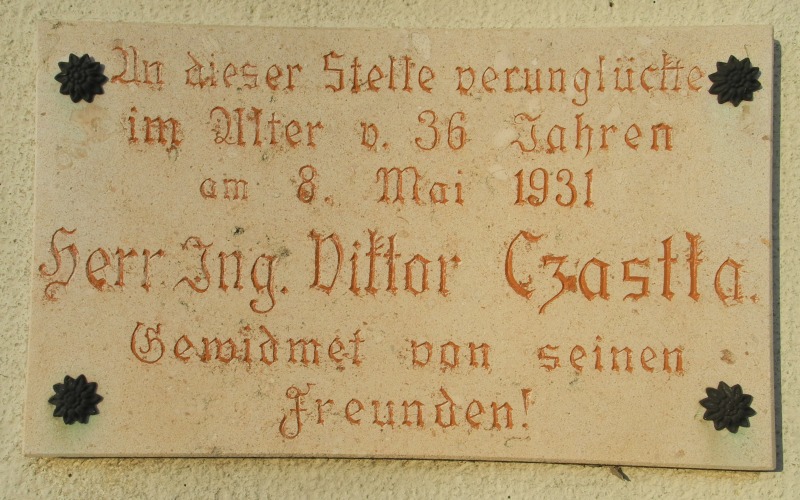 An dieser Stelle verunglückte
im Alter v. 36 Jahren
am 8. Mai 1931
Herr Ing. Viktor Czastka.
Gewidmet von seinen
Freunden!